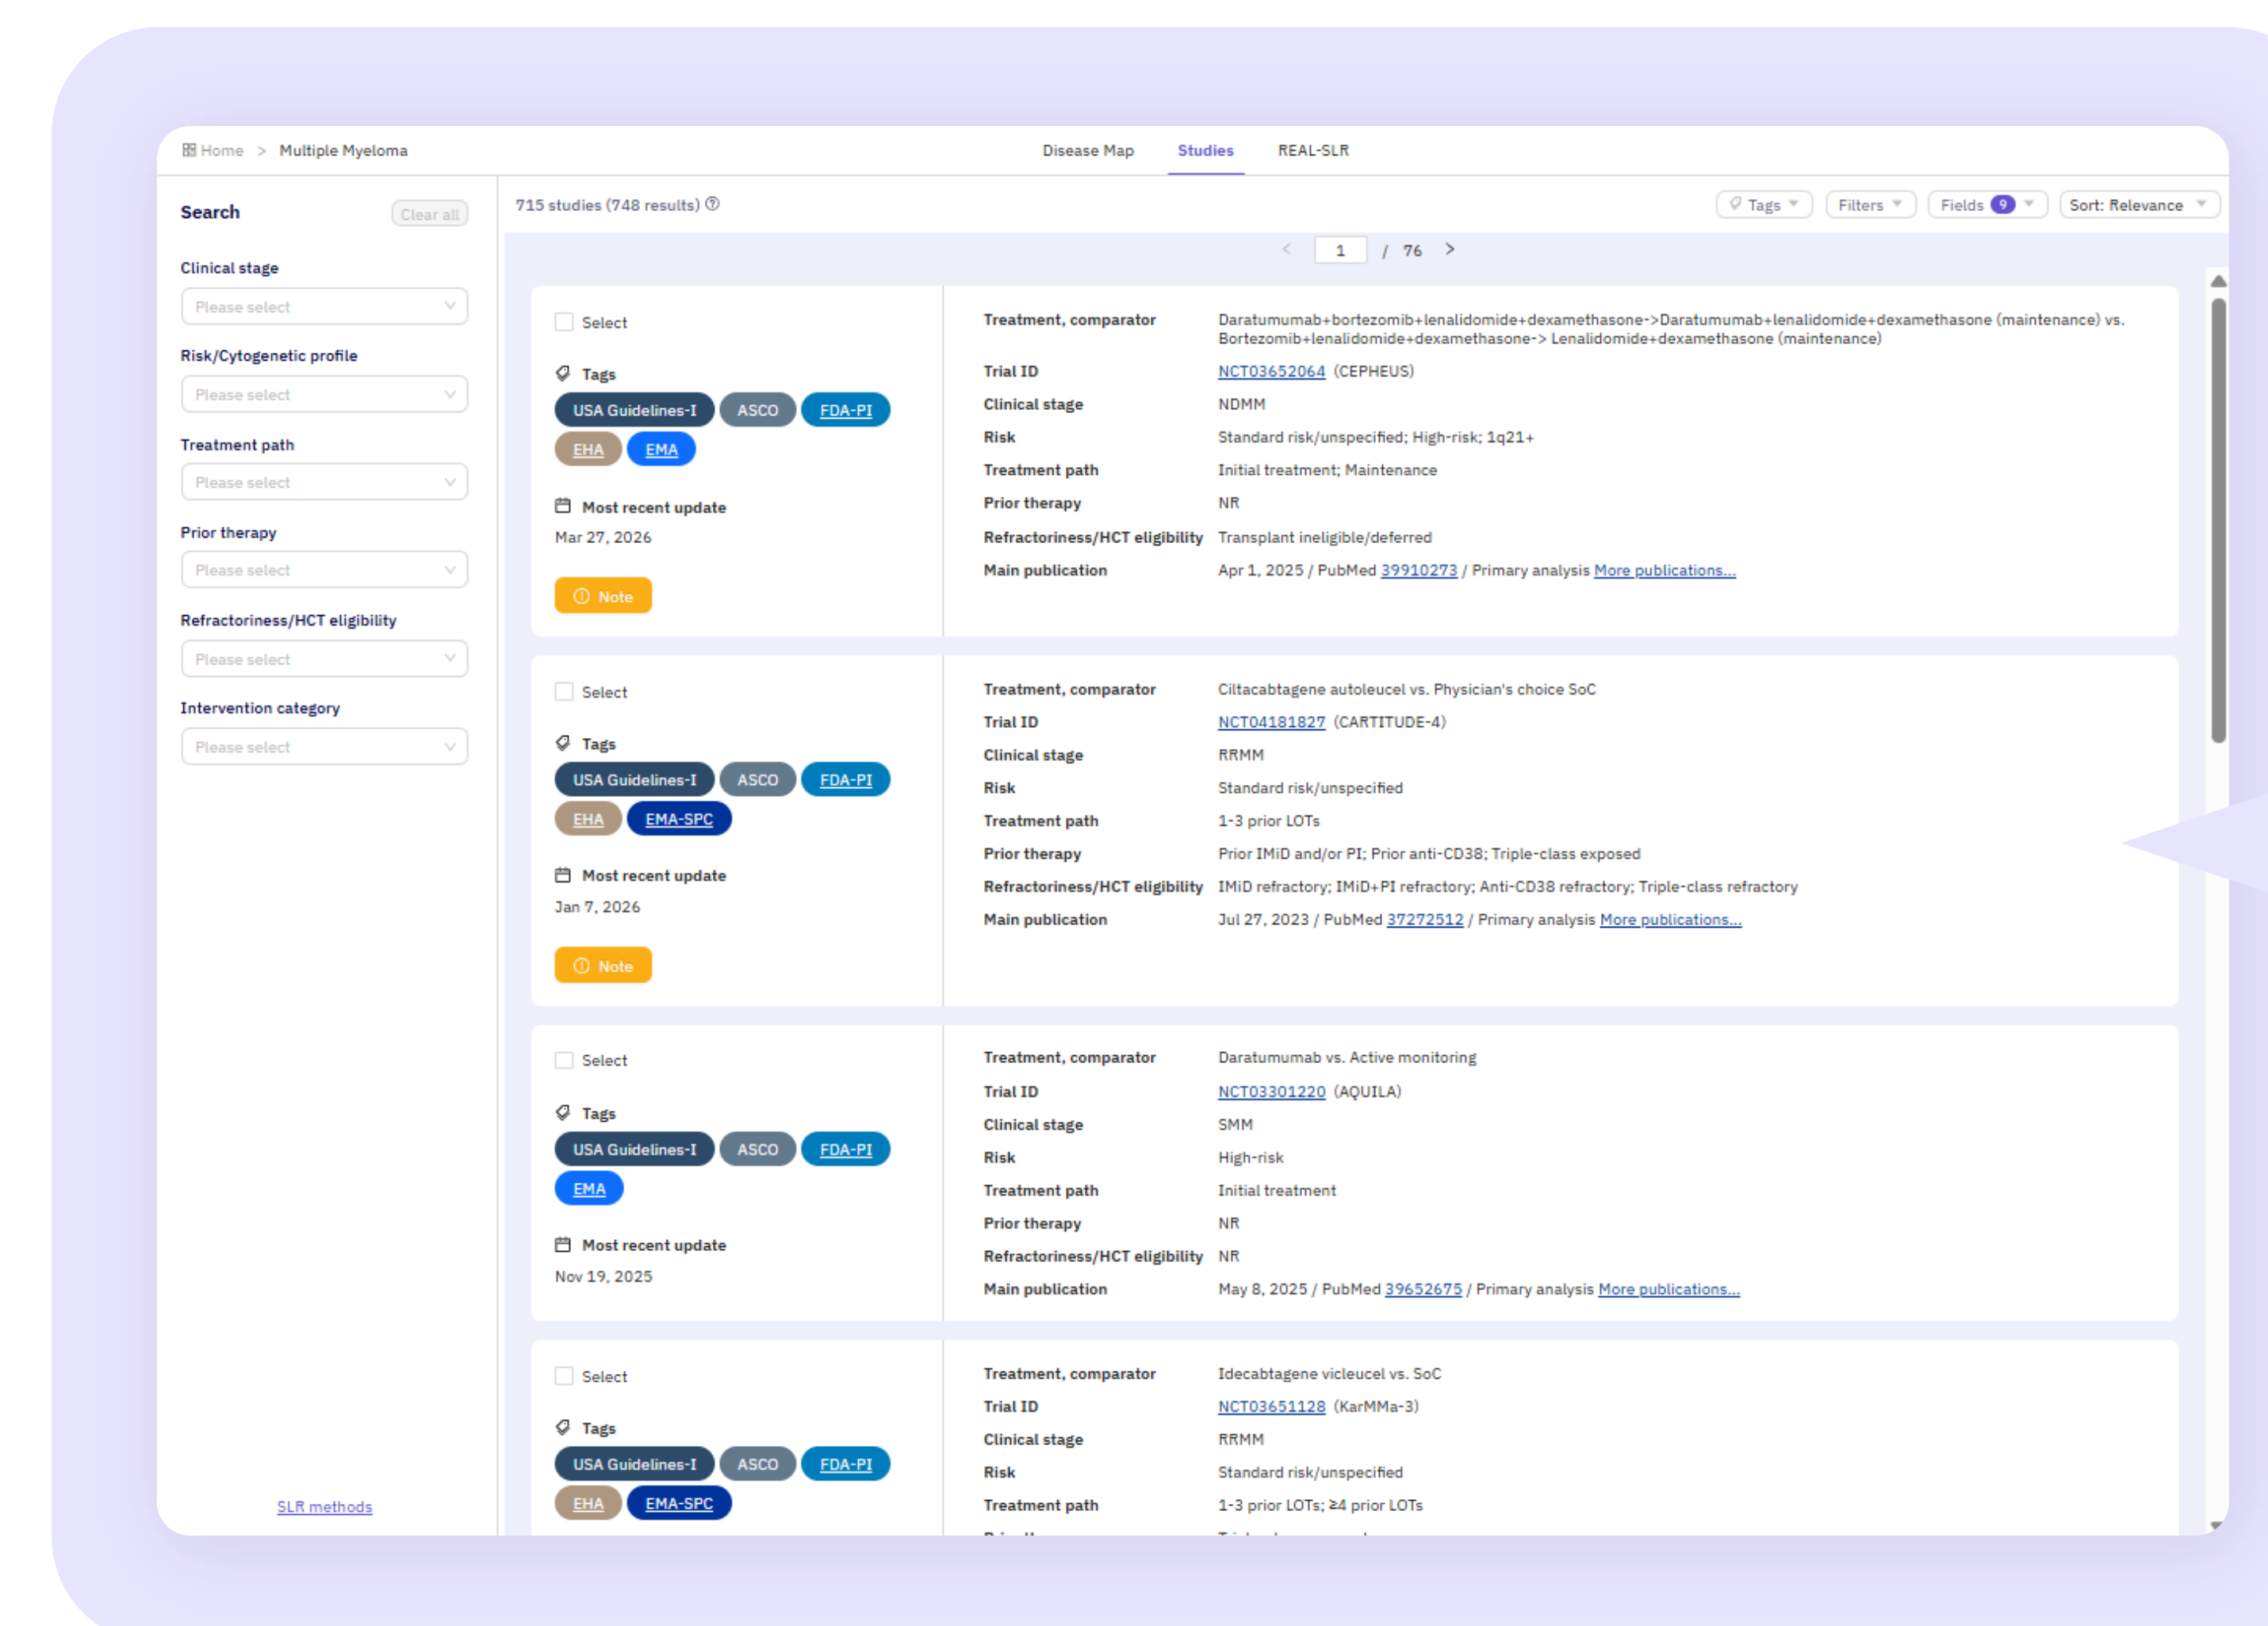 Home > Multiple Myeloma
Disease Map Studies REAL-SLR
Search Clear all
Clinical stage
Please select
Risk/Cytogenetic profile
Please select
Treatment path
Please select
Prior therapy
Please select
Refractoriness/HCT eligibility
Please select
Intervention category
Please select
SLR methods
715 studies (748 results)
Tags Filters Fields 9 Sort: Relevance
< 1 / 76 >
Select
Tags
USA Guidelines-I ASCO FDA-PI
EHA EMA
Most recent update
Mar 27, 2026
Note
Treatment, comparator Daratumumab+bortezomib+lenalidomide+dexamethasone->Daratumumab+lenalidomide+dexamethasone (maintenance) vs.
Bortezomib+lenalidomide+dexamethasone-> Lenalidomide+dexamethasone (maintenance)
Trial ID NCT03652064 (CEPHEUS)
Clinical stage NDMM
Risk Standard risk/unspecified; High-risk; 1q21+
Treatment path Initial treatment; Maintenance
Prior therapy NR
Refractoriness/HCT eligibility Transplant ineligible/deferred
Main publication Apr 1, 2025 / PubMed 39910273 / Primary analysis More publications...
Select
Tags
USA Guidelines-I ASCO FDA-PI
EHA EMA-SPC
Most recent update
Jan 7, 2026
Note
Treatment, comparator Ciltacabtagene autoleucel vs. Physician's choice SoC
Trial ID NCT04181827 (CARTITUDE-4)
Clinical stage RRMM
Risk Standard risk/unspecified
Treatment path 1-3 prior LOTs
Prior therapy Prior IMiD and/or PI; Prior anti-CD38; Triple-class exposed
Refractoriness/HCT eligibility IMiD refractory; IMiD+PI refractory; Anti-CD38 refractory; Triple-class refractory
Main publication Jul 27, 2023 / PubMed 37272512 / Primary analysis More publications...
Select
Tags
USA Guidelines-I ASCO FDA-PI
EMA
Most recent update
Nov 19, 2025
Treatment, comparator Daratumumab vs. Active monitoring
Trial ID NCT03301220 (AQUILA)
Clinical stage SMM
Risk High-risk
Treatment path Initial treatment
Prior therapy NR
Refractoriness/HCT eligibility NR
Main publication May 8, 2025 / PubMed 39652675 / Primary analysis More publications...
Select
Tags
USA Guidelines-I ASCO FDA-PI
EHA EMA-SPC
Treatment, comparator Idecabtagene vicleucel vs. SoC
Trial ID NCT03651128 (KarMMa-3)
Clinical stage RRMM
Risk Standard risk/unspecified
Treatment path 1-3 prior LOTs; ≥4 prior LOTs